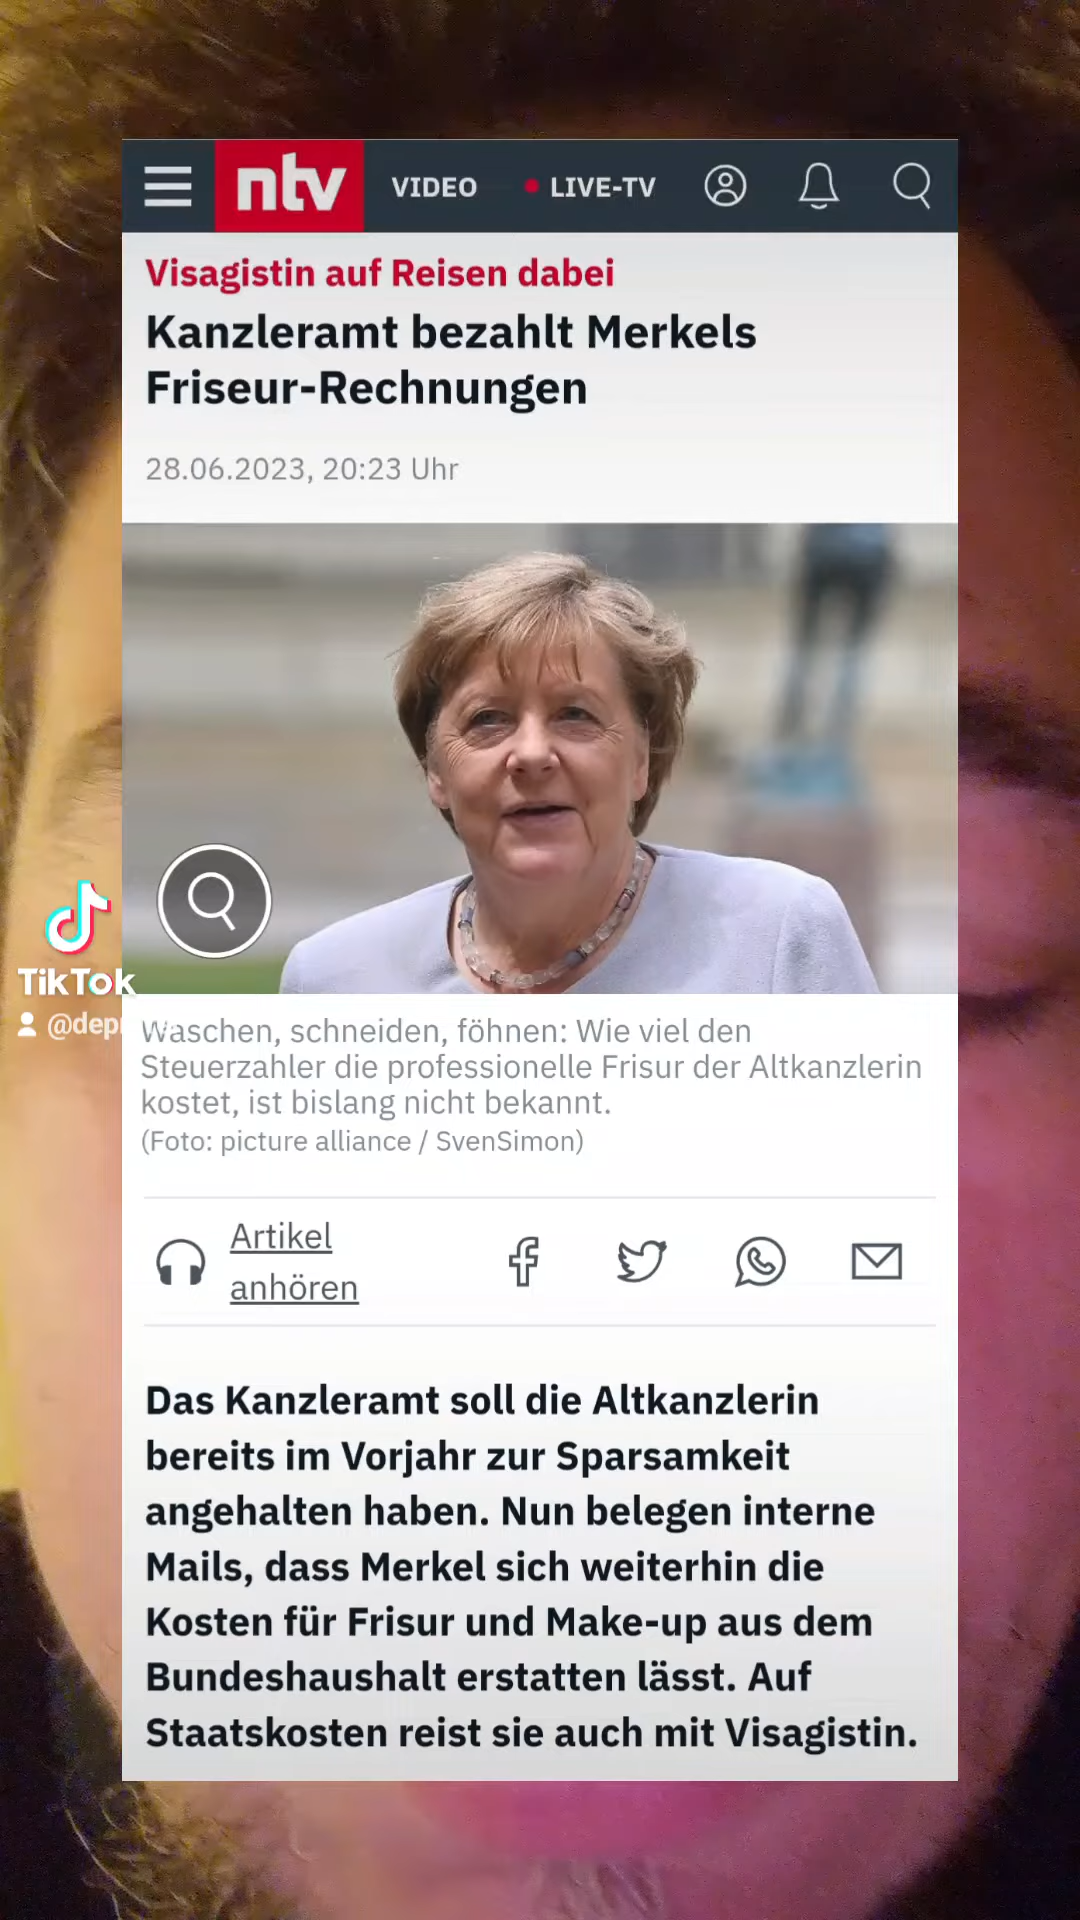 ntv
VIDEO
LIVE-TV
Visagistin auf Reisen dabei
Kanzleramt bezahlt Merkels
Friseur-Rechnungen
28.06.2023, 20:23 Uhr
TikTok
Waschen, schneiden, föhnen: Wie viel den
Steuerzahler die professionelle Frisur der Altkanzlerin
kostet, ist bislang nicht bekannt.
(Foto: picture alliance / SvenSimon)
Artikel
anhören
Das Kanzleramt soll die Altkanzlerin
bereits im Vorjahr zur Sparsamkeit
angehalten haben. Nun belegen interne
Mails, dass Merkel sich weiterhin die
Kosten für Frisur und Make-up aus dem
Bundeshaushalt erstatten lässt. Auf
Staatskosten reist sie auch mit Visagistin.